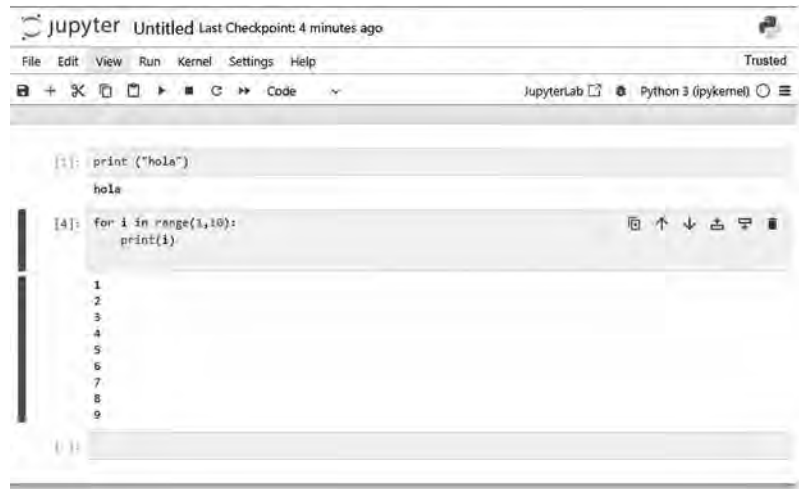 jupyter Untitled Last Checkpoint: 4 minutes ago
File Edit View Run Kernel Settings Help Trusted
Code JupyterLab Python 3 (ipykernel)
[1]: print ("hola")
hola
[4]: for i in range(1,10):
print(i)
1
2
3
4
5
6
7
8
9
[ ]: